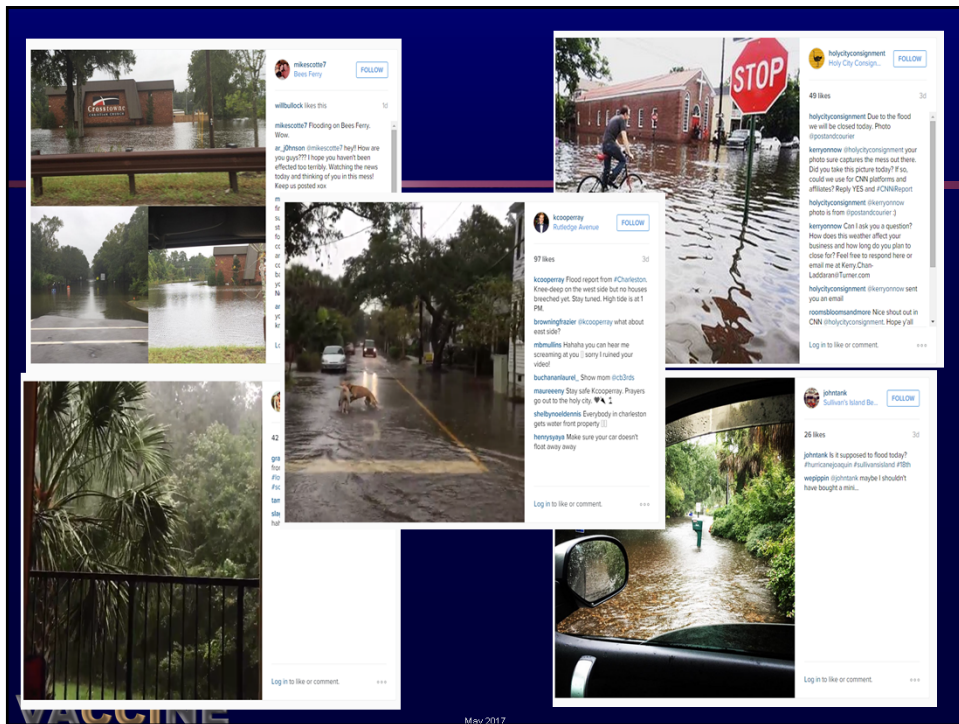 mikescotte7
Bees Ferry
FOLLOW
willbullock likes this
1d
mikescotte7 Flooding on Bees Ferry.
Wow.
ar_j0hnson @mikescotte7 hey!! How are
you guys??? I hope you haven't been
effected too terribly. Watching the news
today and thinking of you in this mess!
Keep us posted xox
Crosstowne
CHRISTIAN CHURCH
holycityconsignment
Holy City Consign...
FOLLOW
49 likes
3d
holycityconsignment Due to the flood
we will be closed today. Photo
@postandcourier
kerryonnow @holycityconsignment your
photo sure captures the mess out there.
Did you take this picture today? If so,
could we use for CNN platforms and
affiliates? Reply YES and #CNNiReport
holycityconsignment @kerryonnow
photo is from @postandcourier :)
kerryonnow Can I ask you a question?
How does this weather affect your
business and how long do you plan to
close for? Feel free to respond here or
email me at Kerry.Chan-
Laddaran@Turner.com
holycityconsignment @kerryonnow sent
you an email
roomsbloomsandmore Nice shout out in
CNN @holycityconsignment. Hope y'all
Log in to like or comment.
STOP
kcooperray
Rutledge Avenue
FOLLOW
97 likes
3d
kcooperray Flood report from #Charleston.
Knee-deep on the west side but no houses
breeched yet. Stay tuned. High tide is at 1
PM.
browningfrazier @kcooperray what about
east side?
mbmullins Hahaha you can hear me
screaming at you sorry I ruined your
video!
buchananlaurel_ Show mom @cb3rds
maureeeny Stay safe Kcooperray. Prayers
go out to the holy city.
shelbynoeldennis Everybody in charleston
gets water front property
henrysyaya Make sure your car doesn't
float away away
Log in to like or comment.
42
Log in to like or comment.
johntank
Sullivan's Island Be...
FOLLOW
26 likes
3d
johntank Is it supposed to flood today?
#hurricanejoaquin #sullivansisland #18th
wepippin @johntank maybe I shouldn't
have bought a mini...
Log in to like or comment.
VACCINE
May 2017